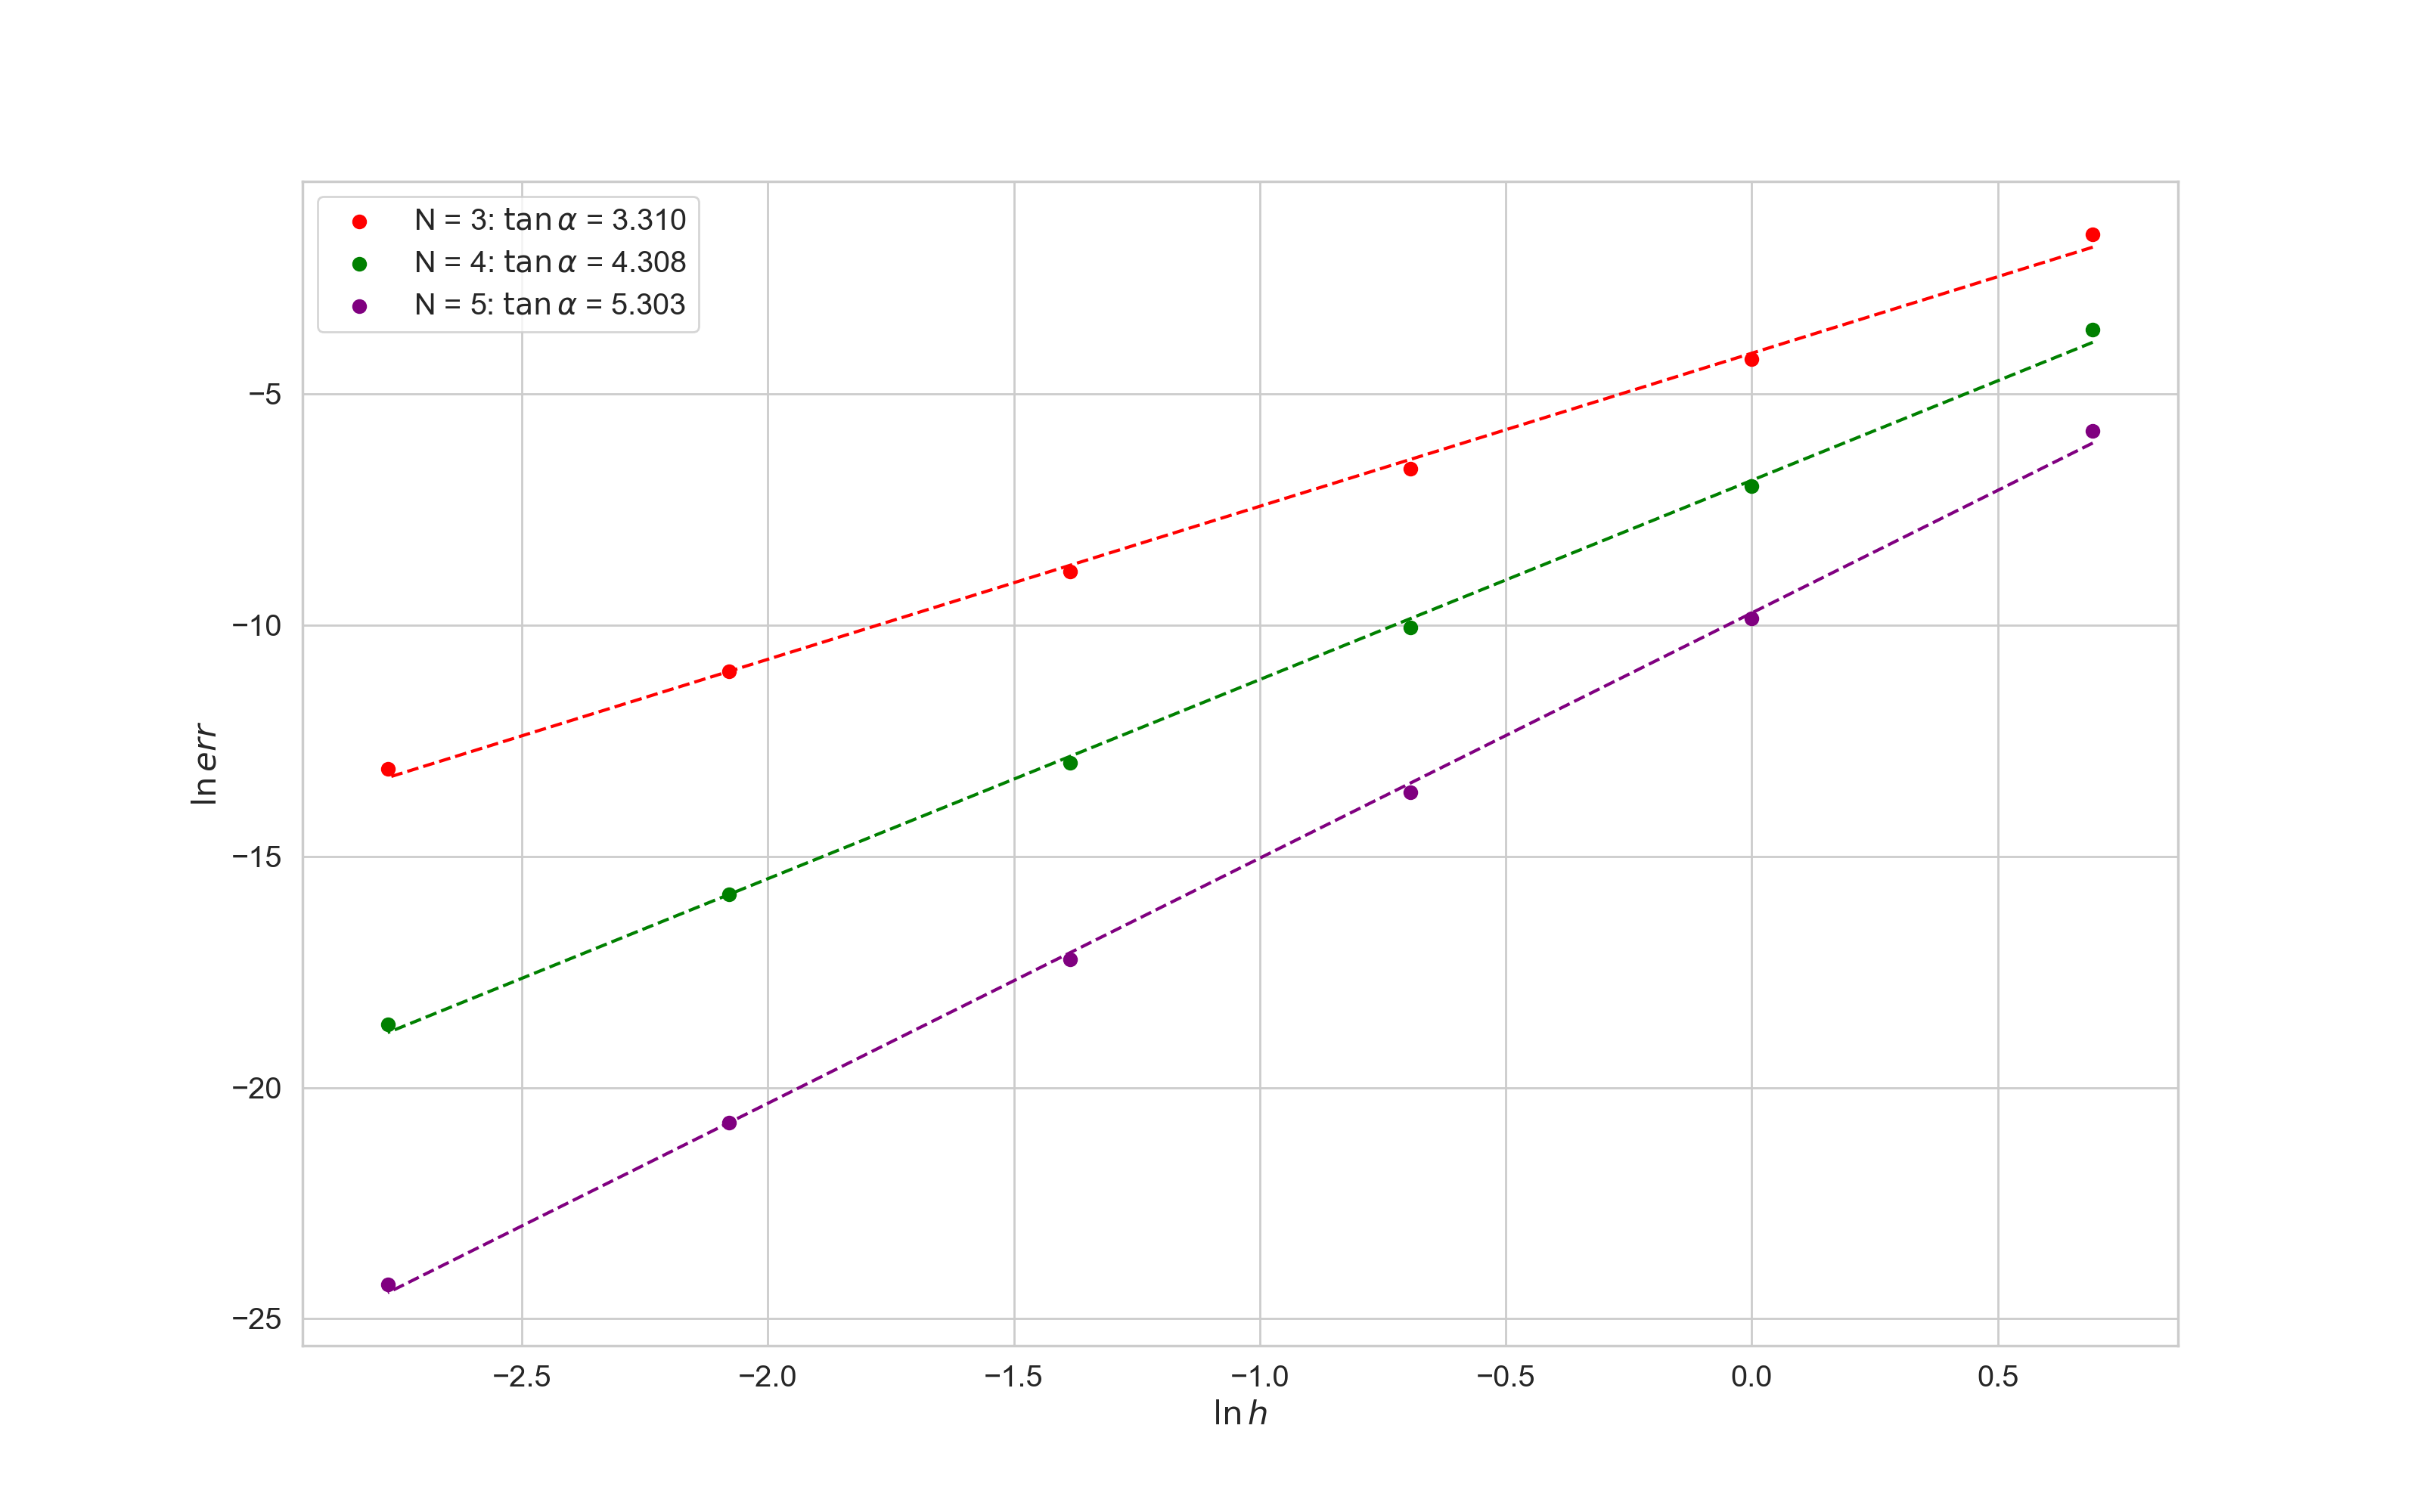 N = 3: tan α = 3.310
N = 4: tan α = 4.308
N = 5: tan α = 5.303
−5
−10
−15
−20
−25
ln err
−2.5 −2.0 −1.5 −1.0 −0.5 0.0 0.5
ln h